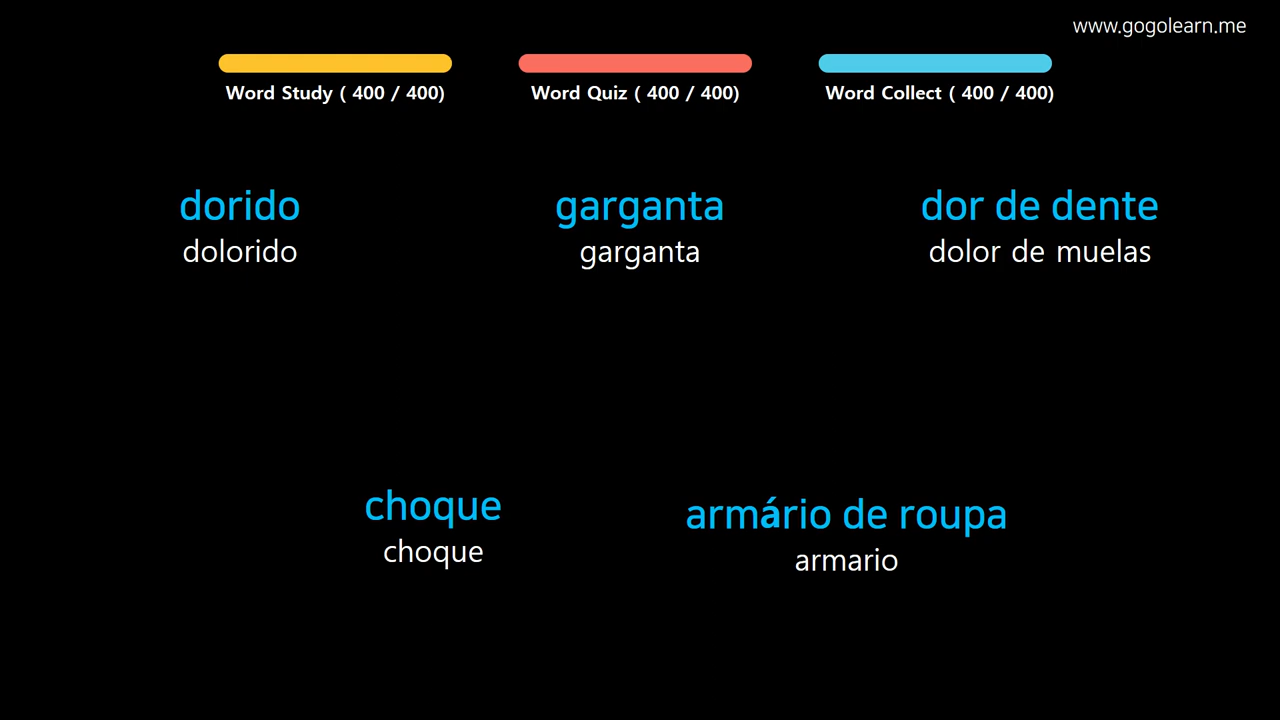 www.gogolearn.me
Word Study ( 400 / 400)
Word Quiz ( 400 / 400)
Word Collect ( 400 / 400)
dorido
dolorido
garganta
garganta
dor de dente
dolor de muelas
choque
choque
armário de roupa
armario